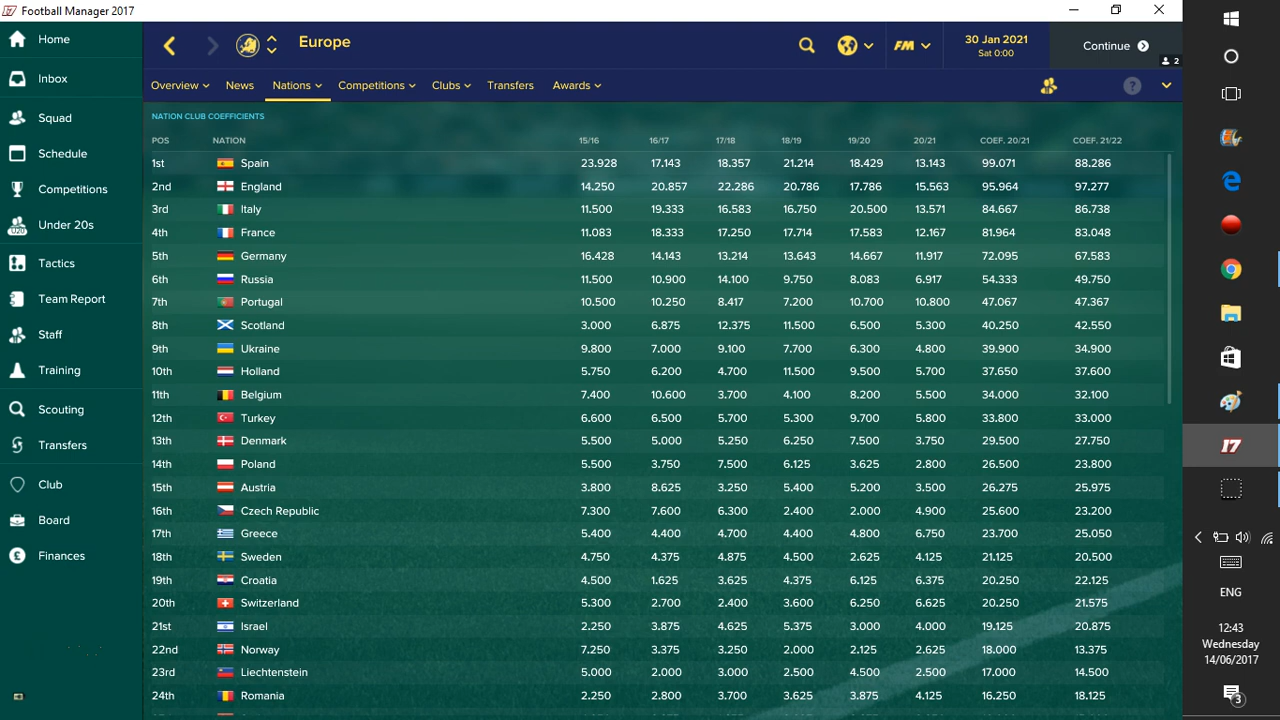 17 Football Manager 2017
Home
Inbox
Squad
Schedule
Competitions
Under 20s
Tactics
Team Report
Staff
Training
Scouting
Transfers
Club
Board
Finances
Europe
FM
30 Jan 2021
Sat 0:00
Continue
2
Overview News Nations Competitions Clubs Transfers Awards ?
NATION CLUB COEFFICIENTS
POS NATION 15/16 16/17 17/18 18/19 19/20 20/21 COEF. 20/21 COEF. 21/22
1st Spain 23.928 17.143 18.357 21.214 18.429 13.143 99.071 88.286
2nd England 14.250 20.857 22.286 20.786 17.786 15.563 95.964 97.277
3rd Italy 11.500 19.333 16.583 16.750 20.500 13.571 84.667 86.738
4th France 11.083 18.333 17.250 17.714 17.583 12.167 81.964 83.048
5th Germany 16.428 14.143 13.214 13.643 14.667 11.917 72.095 67.583
6th Russia 11.500 10.900 14.100 9.750 8.083 6.917 54.333 49.750
7th Portugal 10.500 10.250 8.417 7.200 10.700 10.800 47.067 47.367
8th Scotland 3.000 6.875 12.375 11.500 6.500 5.300 40.250 42.550
9th Ukraine 9.800 7.000 9.100 7.700 6.300 4.800 39.900 34.900
10th Holland 5.750 6.200 4.700 11.500 9.500 5.700 37.650 37.600
11th Belgium 7.400 10.600 3.700 4.100 8.200 5.500 34.000 32.100
12th Turkey 6.600 6.500 5.700 5.300 9.700 5.800 33.800 33.000
13th Denmark 5.500 5.000 5.250 6.250 7.500 3.750 29.500 27.750
14th Poland 5.500 3.750 7.500 6.125 3.625 2.800 26.500 23.800
15th Austria 3.800 8.625 3.250 5.400 5.200 3.500 26.275 25.975
16th Czech Republic 7.300 7.600 6.300 2.400 2.000 4.900 25.600 23.200
17th Greece 5.400 4.400 4.700 4.400 4.800 6.750 23.700 25.050
18th Sweden 4.750 4.375 4.875 4.500 2.625 4.125 21.125 20.500
19th Croatia 4.500 1.625 3.625 4.375 6.125 6.375 20.250 22.125
20th Switzerland 5.300 2.700 2.400 3.600 6.250 6.625 20.250 21.575
21st Israel 2.250 3.875 4.625 5.375 3.000 4.000 19.125 20.875
22nd Norway 7.250 3.375 3.250 2.000 2.125 2.625 18.000 13.375
23rd Liechtenstein 5.000 2.000 3.000 2.500 4.500 2.500 17.000 14.500
24th Romania 2.250 2.800 3.700 3.625 3.875 4.125 16.250 18.125
17
ENG
12:43
Wednesday
14/06/2017
3